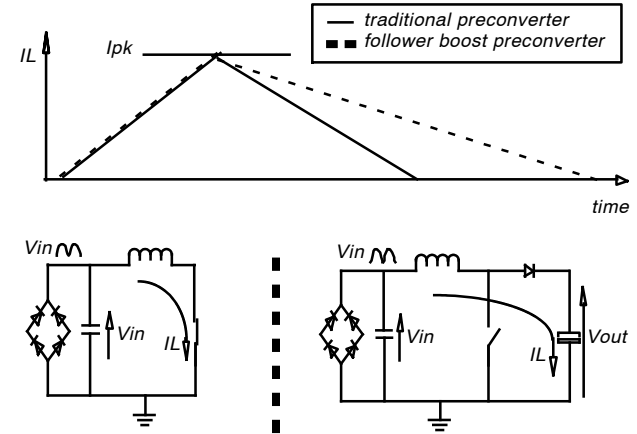 traditional preconverter
follower boost preconverter
IL
Ipk
time
Vin
Vin
IL
Vin
Vin
IL
Vout